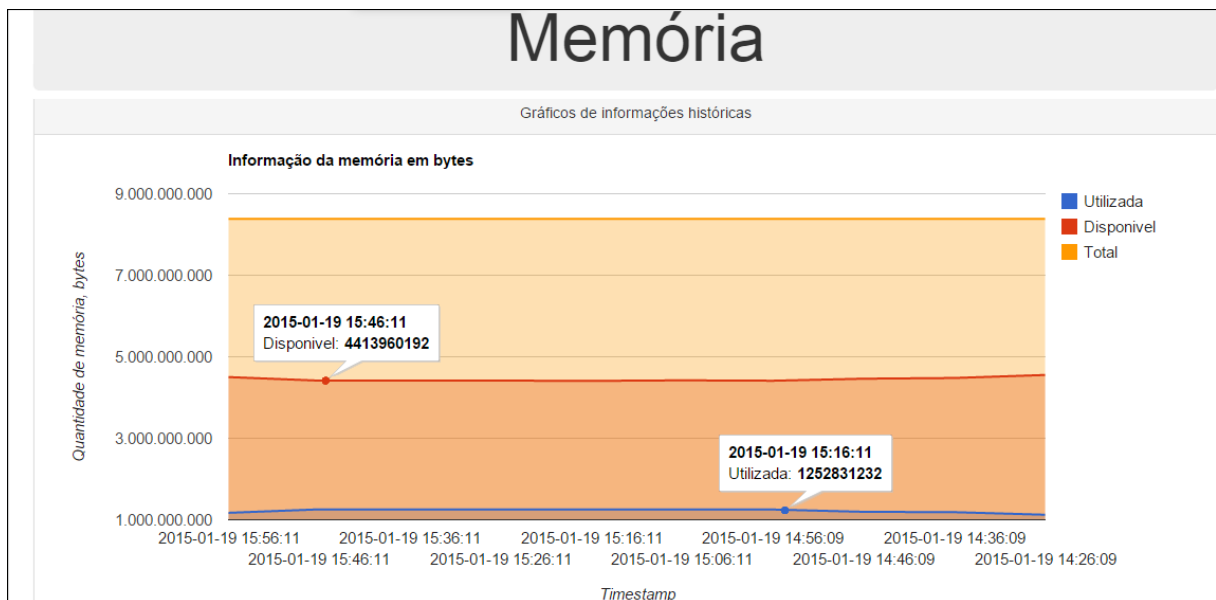 Memória
Gráficos de informações históricas
Informação da memória em bytes
9.000.000.000
7.000.000.000
5.000.000.000
3.000.000.000
1.000.000.000
Quantidade de memória, bytes
Utilizada
Disponivel
Total
2015-01-19 15:46:11
Disponivel: 4413960192
2015-01-19 15:16:11
Utilizada: 1252831232
2015-01-19 15:56:11
2015-01-19 15:46:11
2015-01-19 15:36:11
2015-01-19 15:26:11
2015-01-19 15:16:11
2015-01-19 15:06:11
2015-01-19 14:56:09
2015-01-19 14:46:09
2015-01-19 14:36:09
2015-01-19 14:26:09
Timestamp